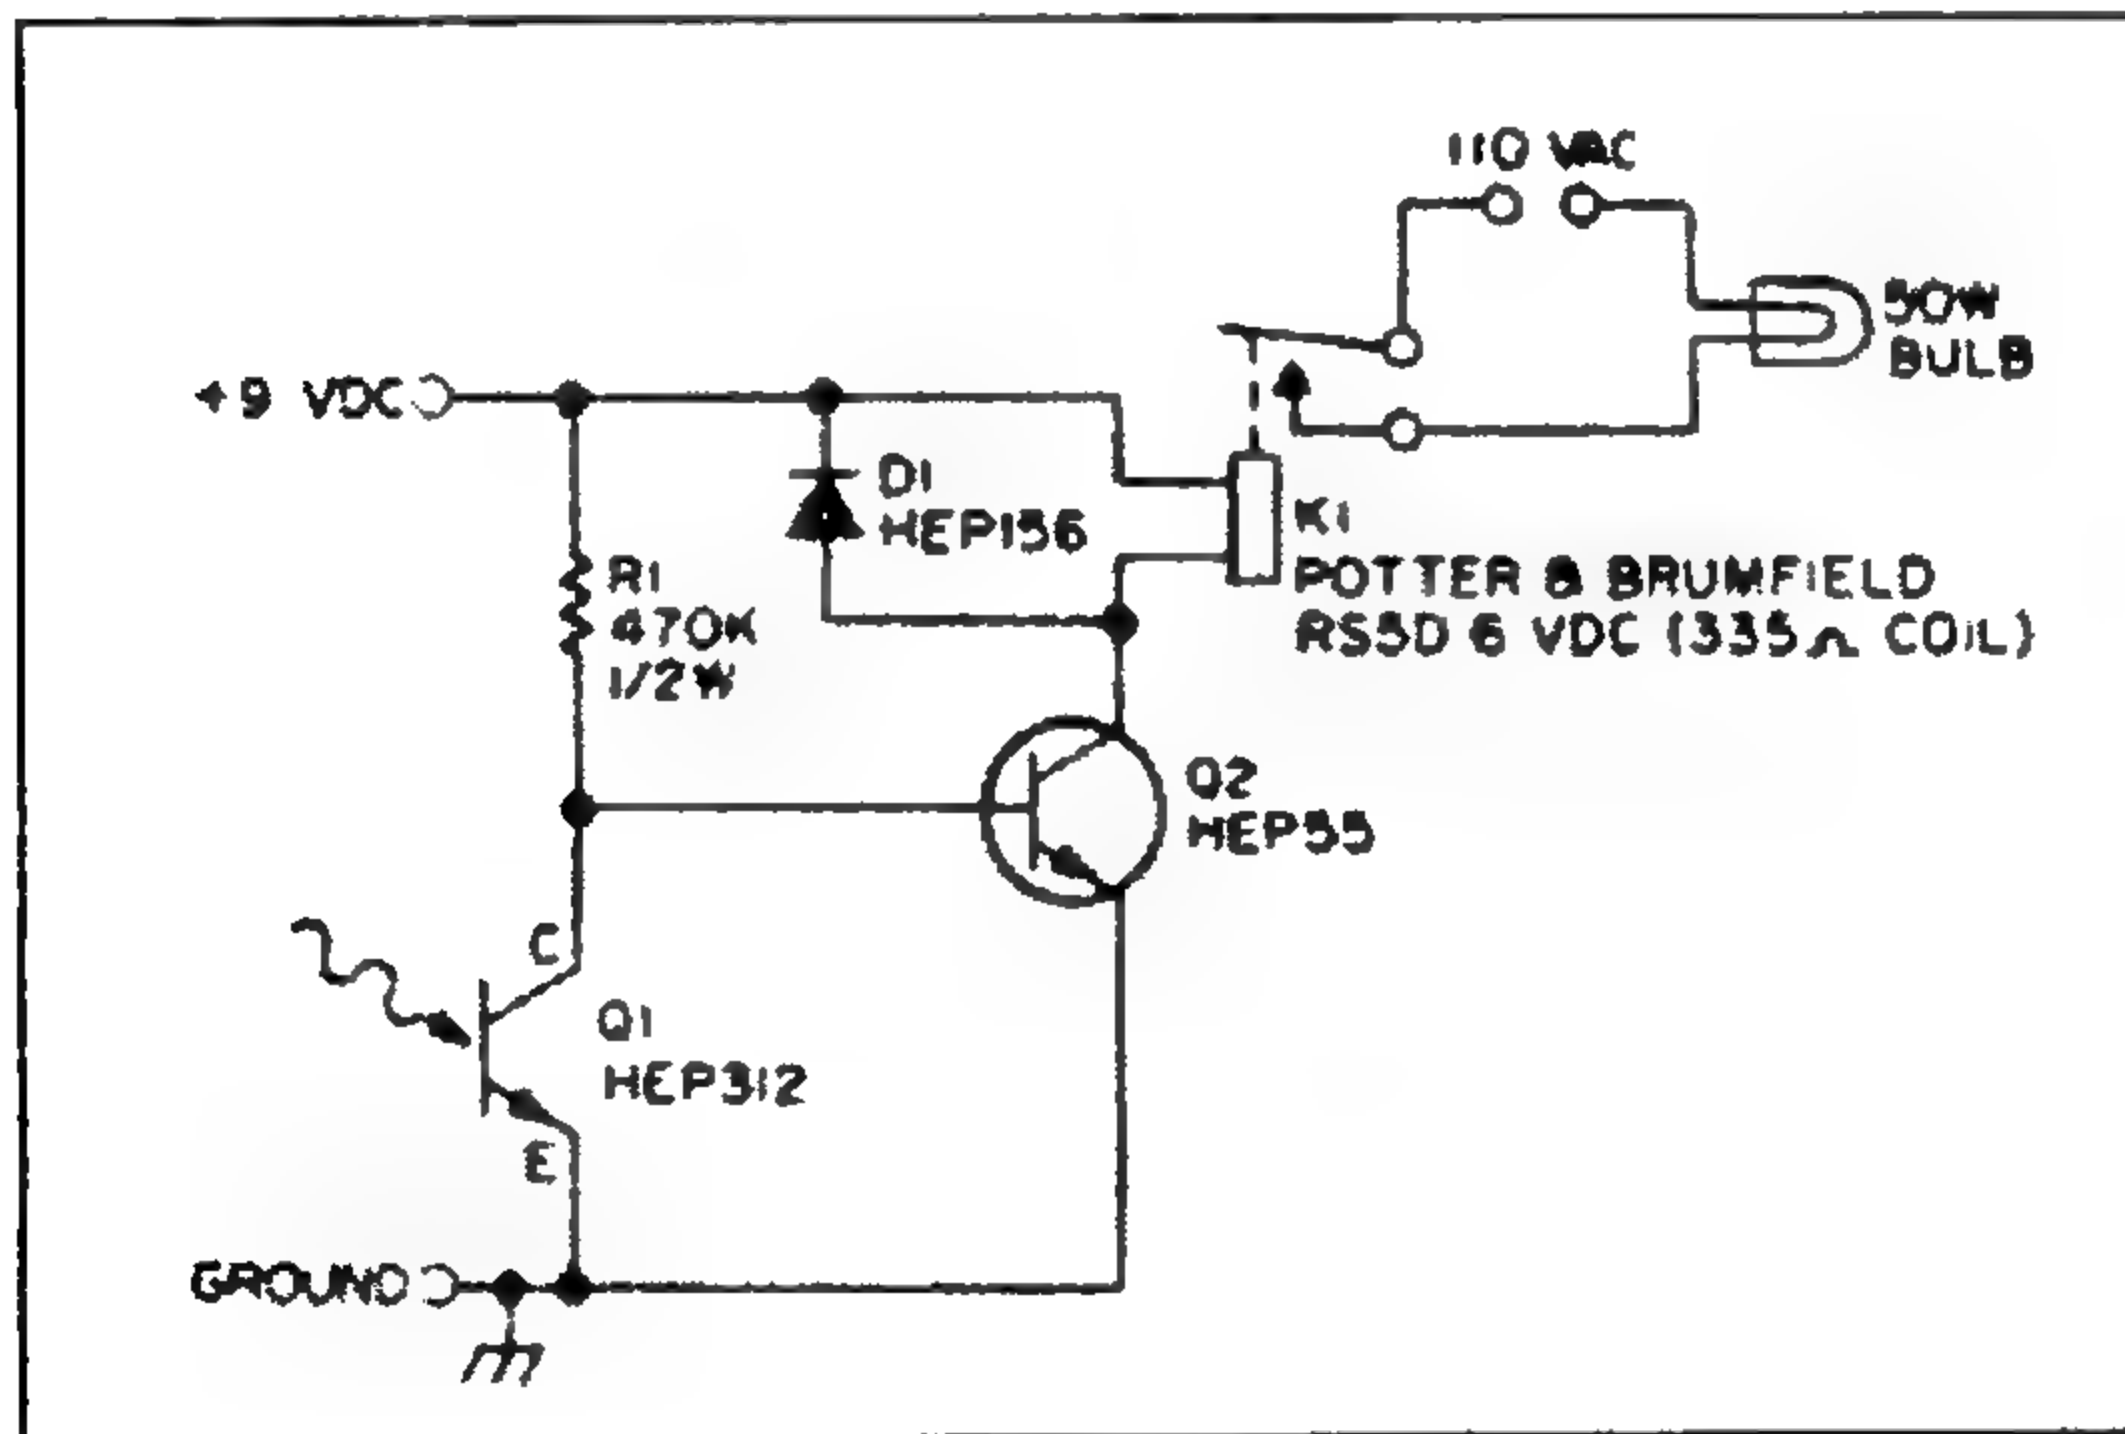 110 VAC
50W
BULB
+9 VDC
D1
HEP156
K1
POTTER & BRUMFIELD
RS5D 6 VDC (335Ω COIL)
R1
470K
1/2W
Q2
HEP55
C
Q1
HEP312
E
GROUND